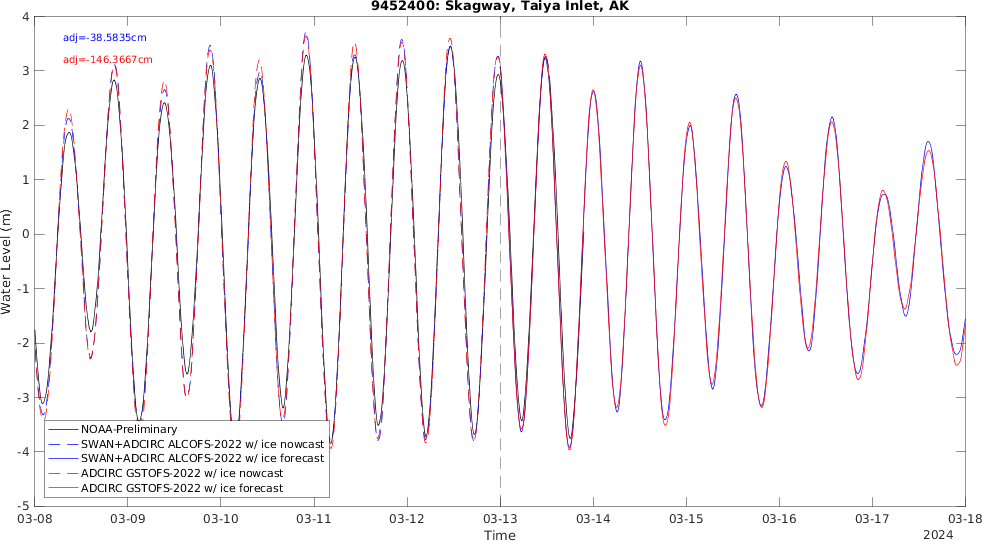 9452400: Skagway, Taiya Inlet, AK
adj=-38.5835cm
adj=-146.3667cm
Water Level (m)
4
3
2
1
0
-1
-2
-3
-4
-5
NOAA-Preliminary
SWAN+ADCIRC ALCOFS-2022 w/ ice nowcast
SWAN+ADCIRC ALCOFS-2022 w/ ice forecast
ADCIRC GSTOFS-2022 w/ ice nowcast
ADCIRC GSTOFS-2022 w/ ice forecast
03-08 03-09 03-10 03-11 03-12 03-13 03-14 03-15 03-16 03-17 03-18
Time
2024